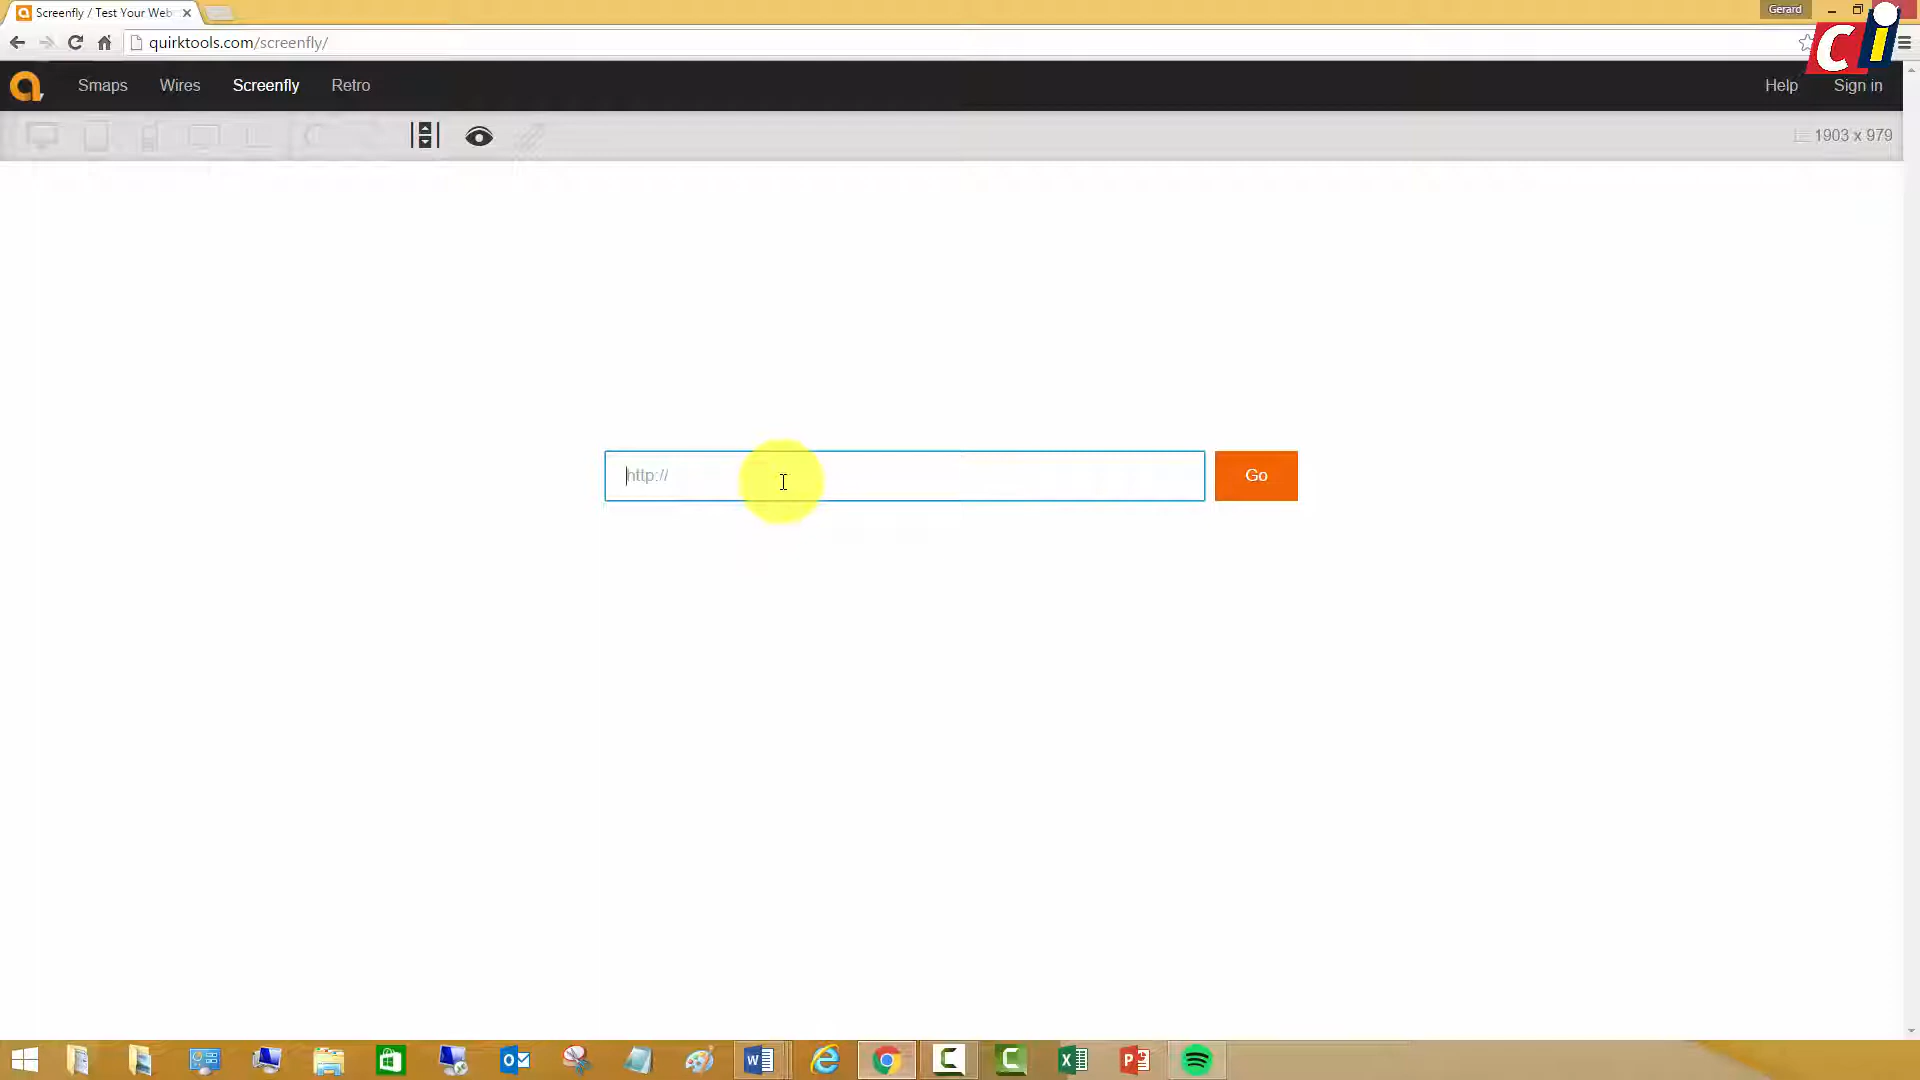 Screenfly / Test Your Web
Gerard
quirktools.com/screenfly/
Ci
Smaps Wires Screenfly Retro Help Sign in
1903 x 979
http:// Go